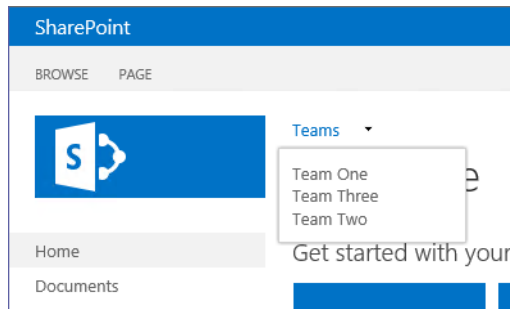 SharePoint
BROWSE PAGE
S
Teams
Team One
Team Three
Team Two
Home
Get started with your
Documents